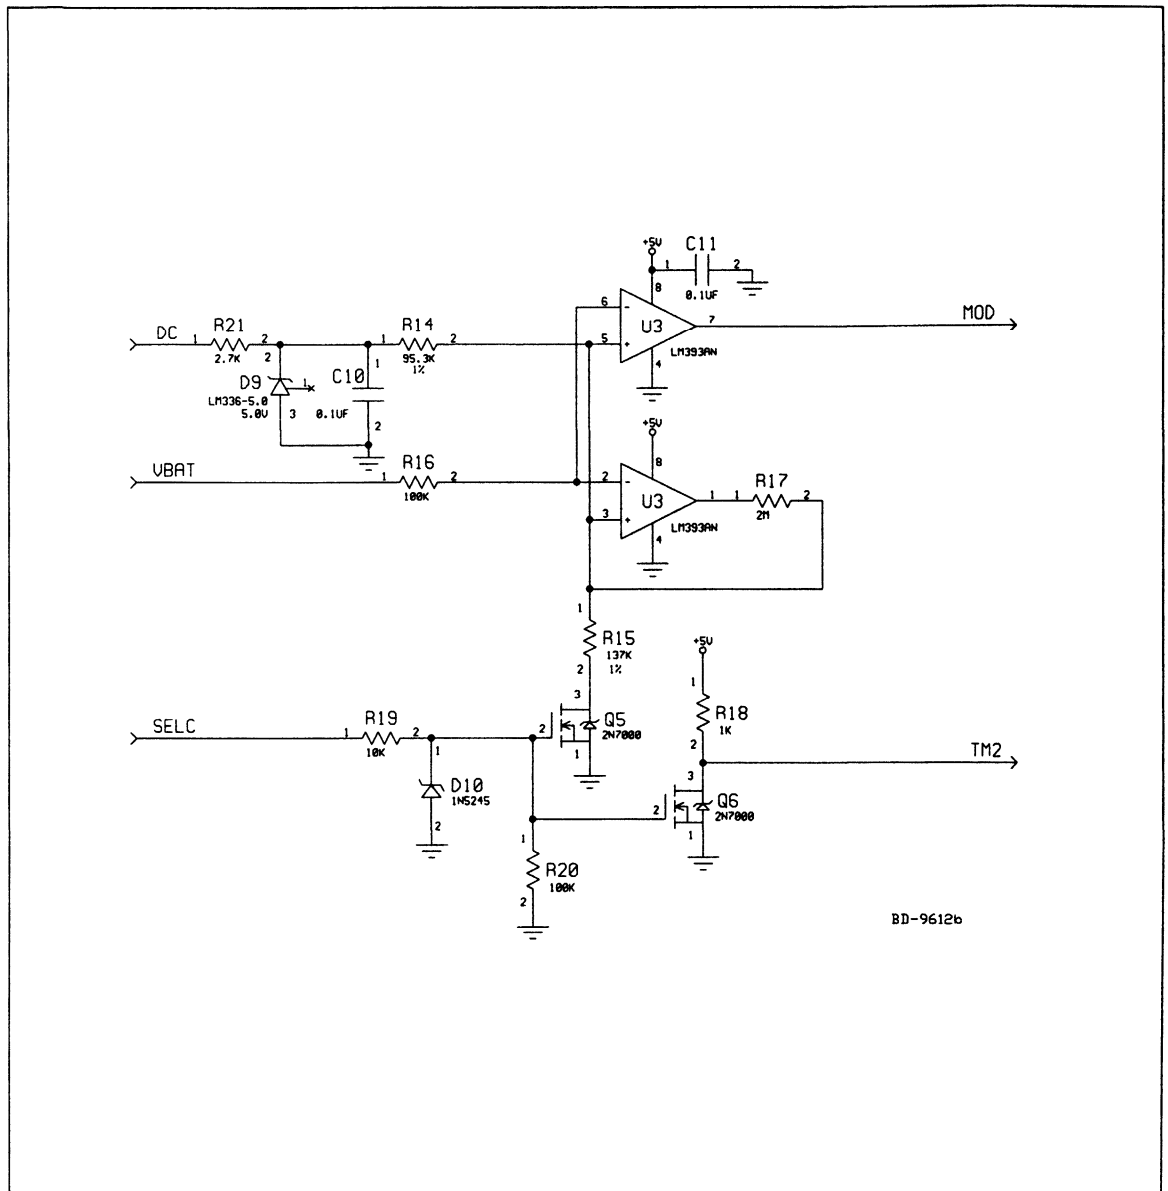 +5V
C11
1 2
8
0.1UF
6 -
U3
7
MOD
DC
1
R21
2
2.7K
2
1
R14
2
95.3K
1%
5 +
LM393AN
4
D9
1
LM336-5.0
5.0V
3
C10
1
0.1UF
2
+5V
8
VBAT
1
R16
2
100K
2 -
U3
1
1
R17
2
2M
3 +
LM393AN
4
1
R15
137K
1%
2
+5V
1
R18
1K
2
SELC
1
R19
2
10K
2
3
Q5
2N7000
1
TM2
1
D10
1N5245
2
2
3
Q6
2N7000
1
1
R20
100K
2
BD-9612b